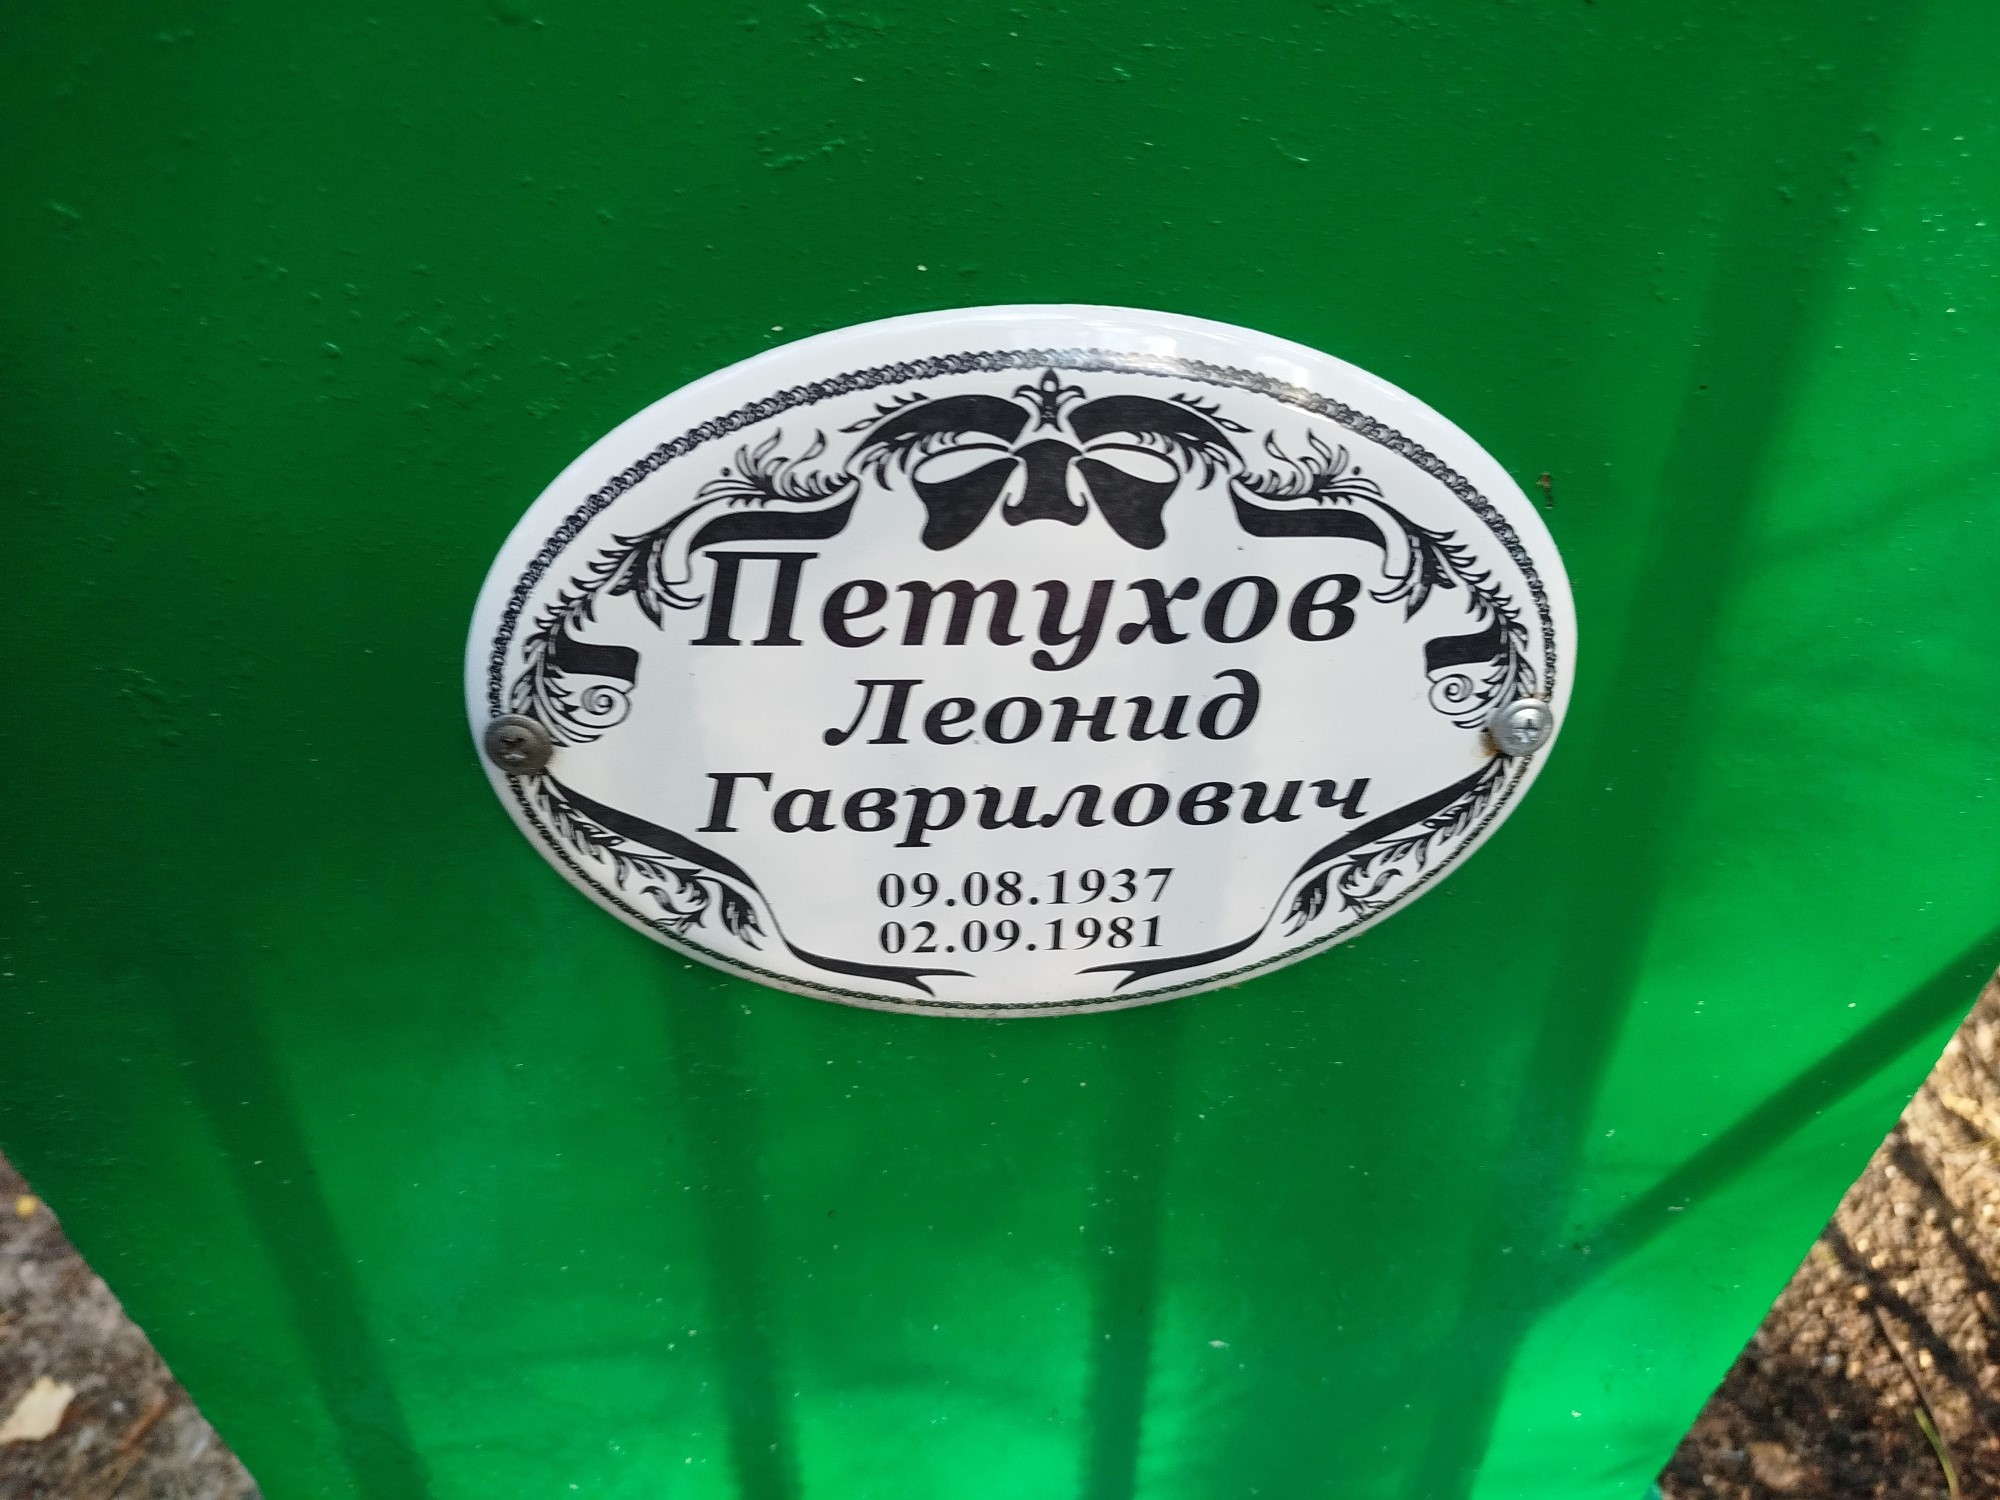 Петухов
Леонид
Гаврилович
09.08.1937
02.09.1981